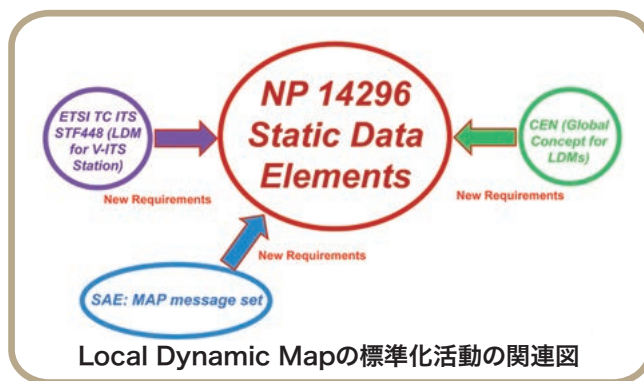 NP 14296
Static Data
Elements
ETSI TC ITS
STF448 (LDM
for V-ITS
Station)
CEN (Global
Concept for
LDMs)
New Requirements
New Requirements
New Requirements
SAE: MAP message set
Local Dynamic Mapの標準化活動の関連図